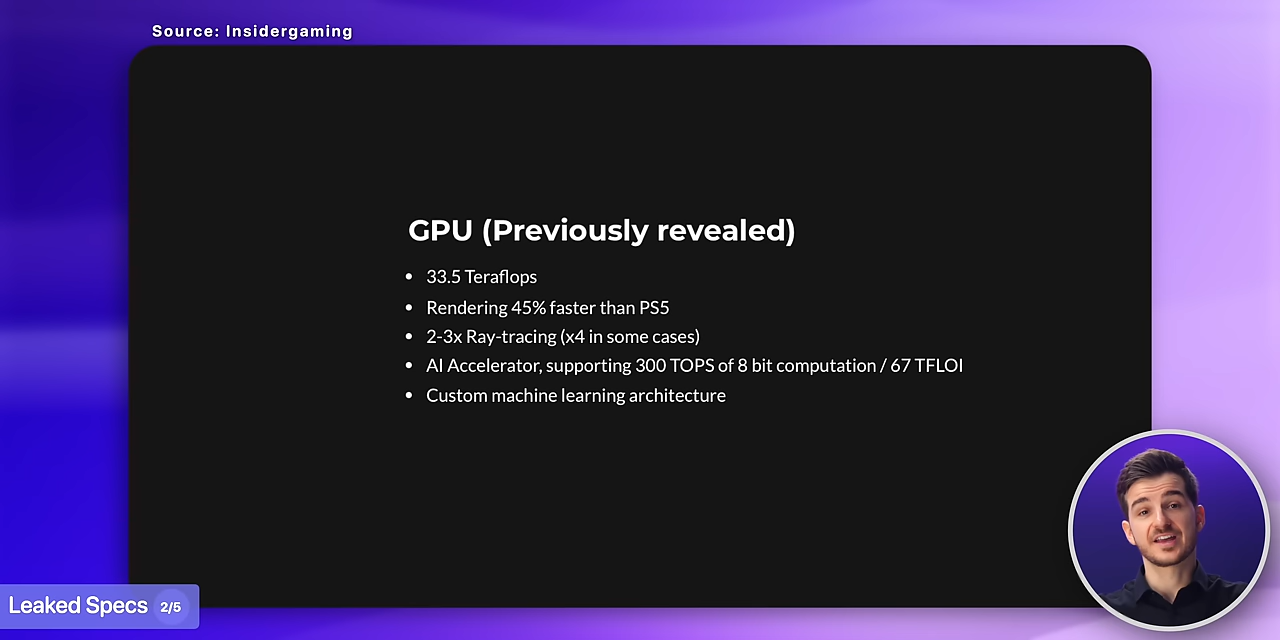 Source: Insidergaming
GPU (Previously revealed)
• 33.5 Teraflops
• Rendering 45% faster than PS5
• 2-3x Ray-tracing (x4 in some cases)
• AI Accelerator, supporting 300 TOPS of 8 bit computation / 67 TFLOI
• Custom machine learning architecture
Leaked Specs 2/5